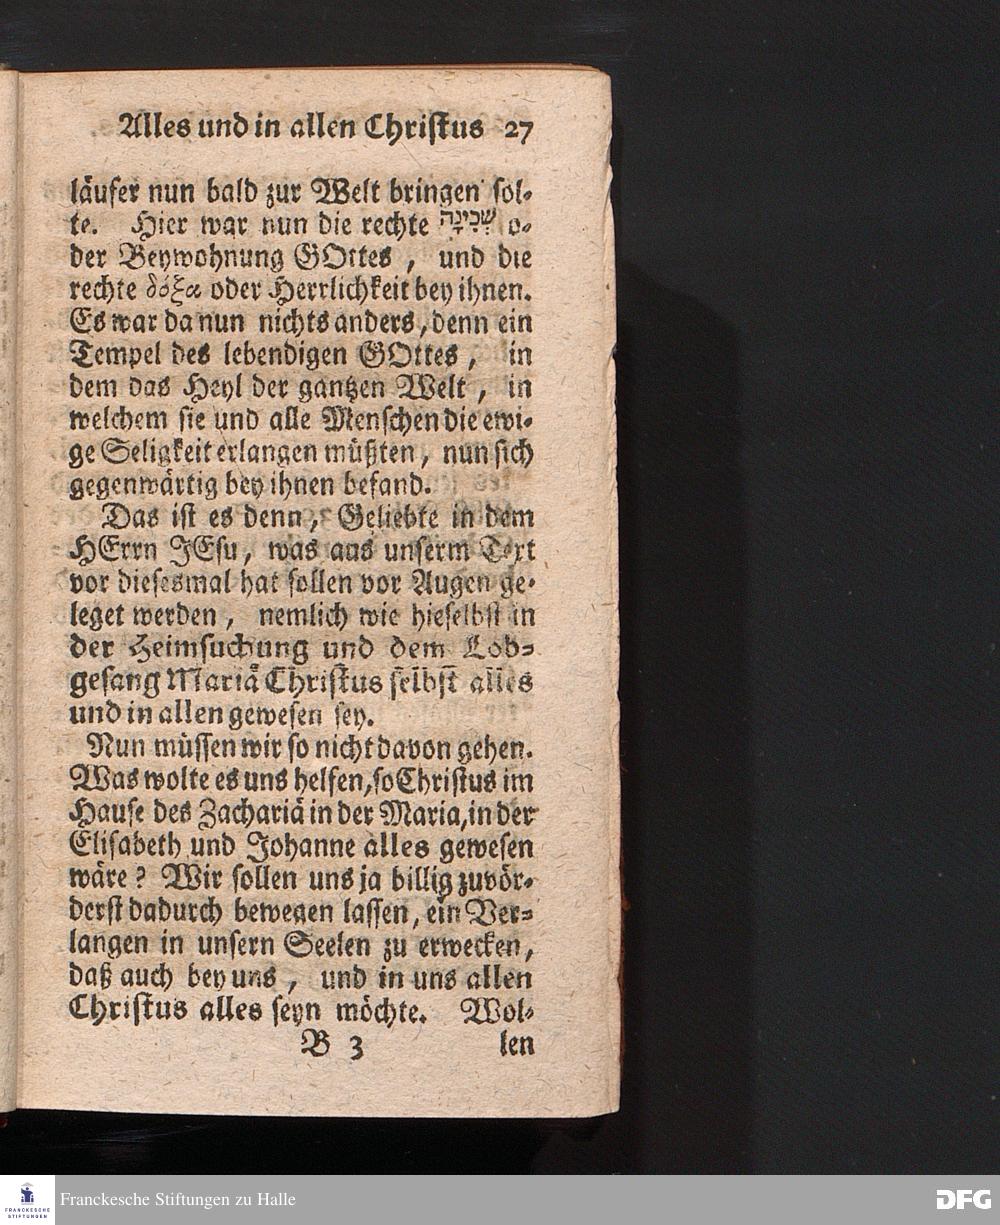 Alles und in allen Christus 27
läufer nun bald zur Welt bringen sol-
te. Hier war nun die rechte שְׁכִינָה o-
der Beywohnung GOttes, und die
rechte δόξα oder Herrlichkeit bey ihnen.
Es war da nun nichts anders, denn ein
Tempel des lebendigen GOttes, in
dem das Heyl der gantzen Welt, in
welchem sie und alle Menschen die ewi-
ge Seligkeit erlangen müßten, nun sich
gegenwärtig bey ihnen befand.
Das ist es denn, Geliebte in dem
HErrn JEsu, was aus unserm Text
vor diesesmal hat sollen vor Augen ge-
leget werden, nemlich wie hieselbst in
der Heimsuchung und dem Lob-
gesang Mariä Christus selbst alles
und in allen gewesen sey.
Nun müssen wir so nicht davon gehen.
Was wolte es uns helfen, so Christus im
Hause des Zachariä in der Maria, in der
Elisabeth und Johanne alles gewesen
wäre? Wir sollen uns ja billig zuvör-
derst dadurch bewegen lassen, ein Ver-
langen in unsern Seelen zu erwecken,
daß auch bey uns, und in uns allen
Christus alles seyn möchte. Wol-
B 3 len
FRANCKESCHE
STIFTUNGEN
Franckesche Stiftungen zu Halle
DFG